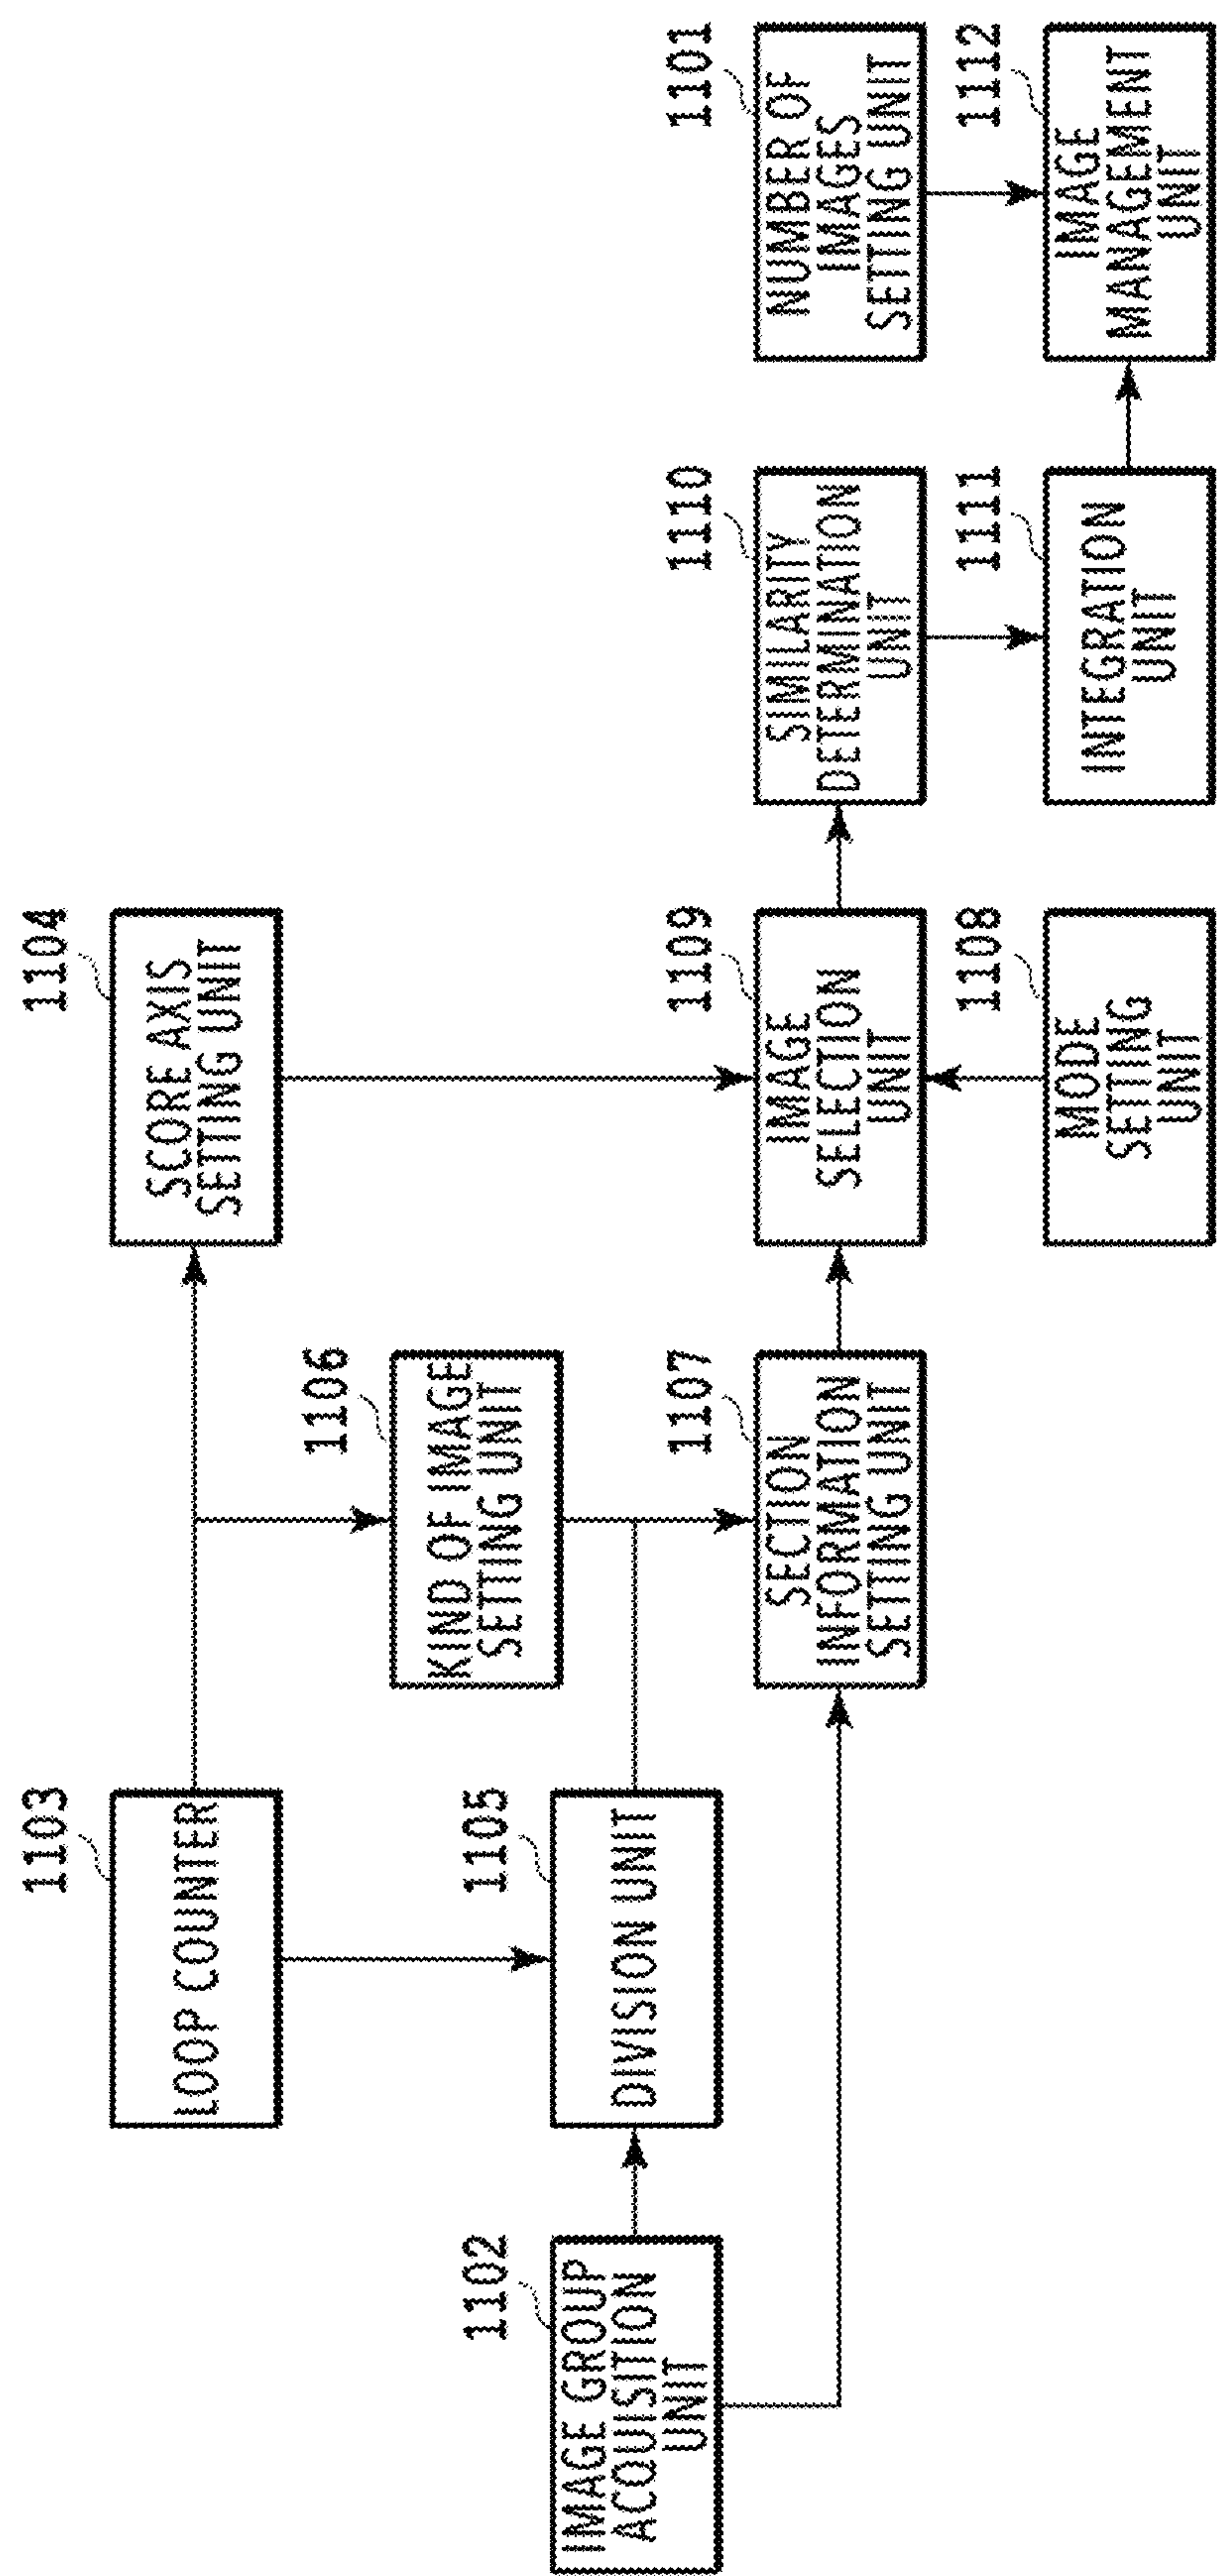 1103
LOOP COUNTER
1104
SCORE AXIS
SETTING UNIT
1106
KIND OF IMAGE
SETTING UNIT
1102
IMAGE GROUP
ACQUISITION
UNIT
1105
DIVISION UNIT
1107
SECTION
INFORMATION
SETTING UNIT
1109
IMAGE
SELECTION
UNIT
1110
SIMILARITY
DETERMINATION
UNIT
1101
NUMBER OF
IMAGES
SETTING UNIT
1108
MODE
SETTING
UNIT
1111
INTEGRATION
UNIT
1112
IMAGE
MANAGEMENT
UNIT